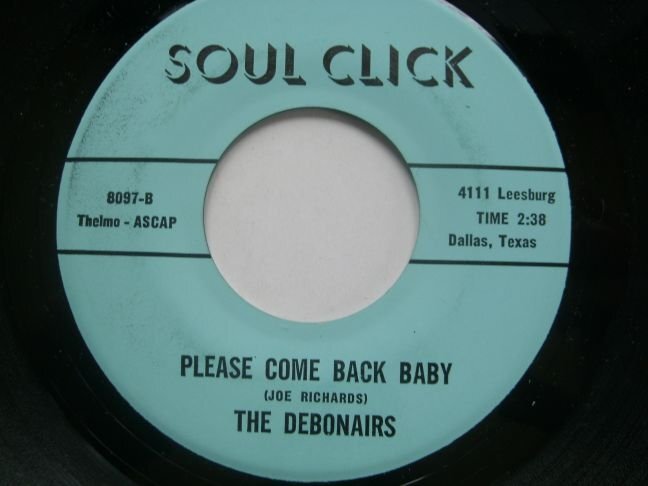 SOUL CLICK
8097-B
Thelmo - ASCAP
4111 Leesburg
TIME 2:38
Dallas, Texas
PLEASE COME BACK BABY
(JOE RICHARDS)
THE DEBONAIRS